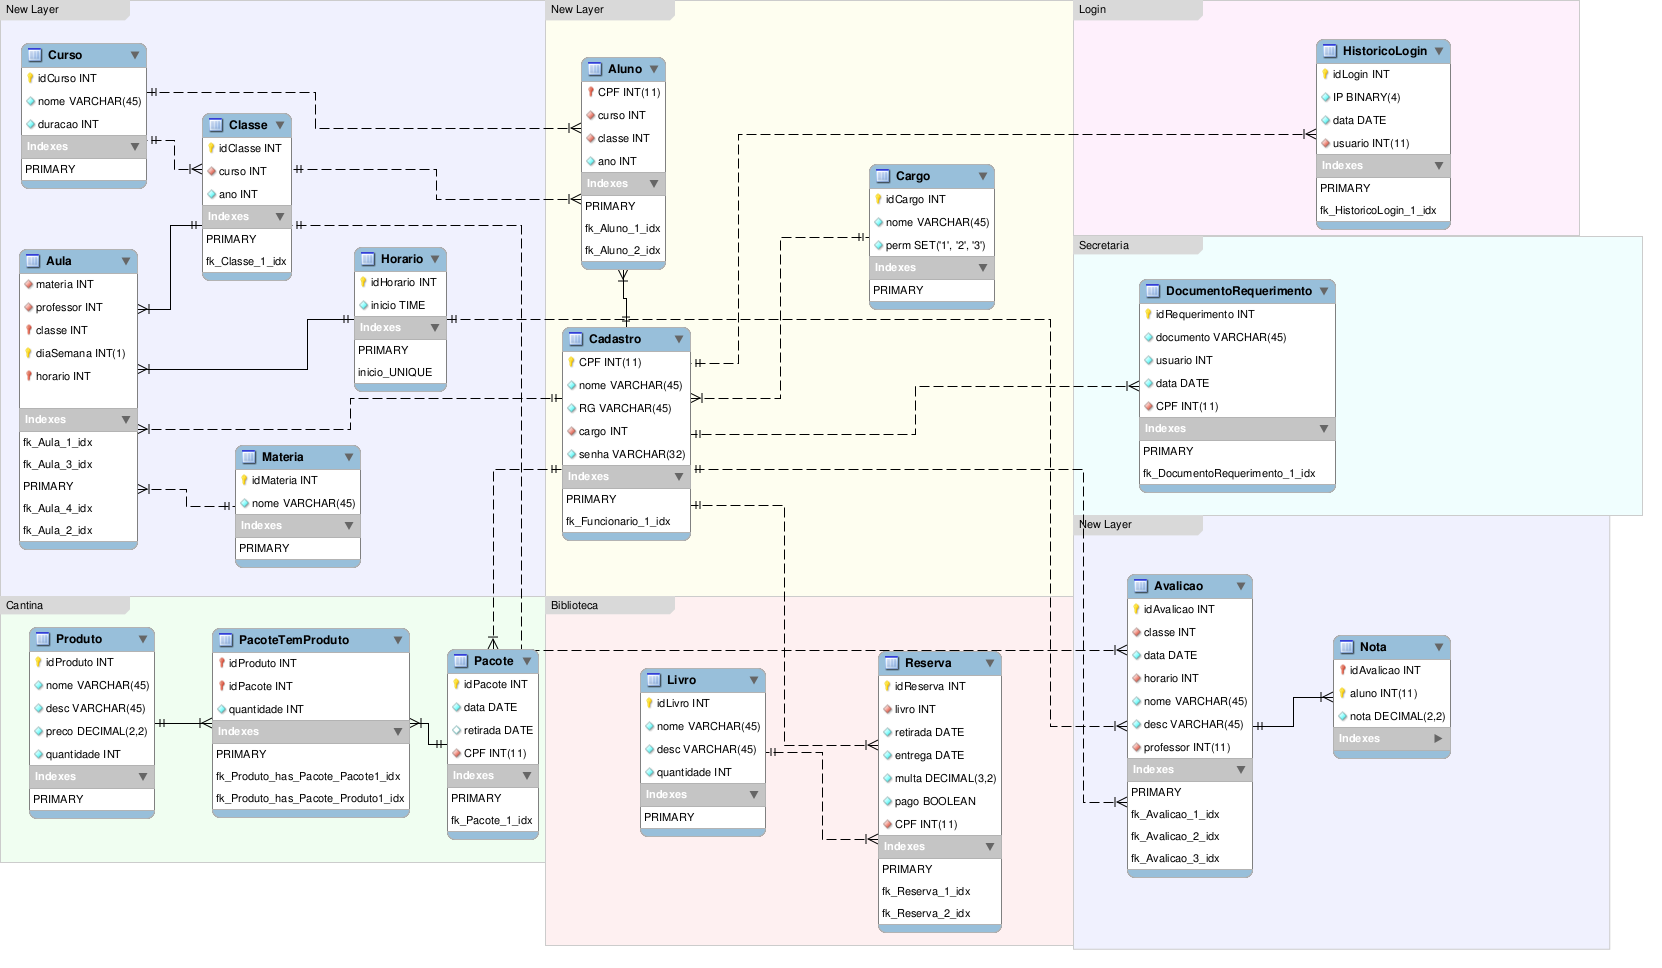 New Layer
Curso
idCurso INT
nome VARCHAR(45)
duracao INT
Indexes
PRIMARY
Classe
idClasse INT
curso INT
ano INT
Indexes
PRIMARY
fk_Classe_1_idx
Aula
materia INT
professor INT
classe INT
diaSemana INT(1)
horario INT
Indexes
fk_Aula_1_idx
fk_Aula_3_idx
PRIMARY
fk_Aula_4_idx
fk_Aula_2_idx
Horario
idHorario INT
inicio TIME
Indexes
PRIMARY
inicio_UNIQUE
Materia
idMateria INT
nome VARCHAR(45)
Indexes
PRIMARY
New Layer
Aluno
CPF INT(11)
curso INT
classe INT
ano INT
Indexes
PRIMARY
fk_Aluno_1_idx
fk_Aluno_2_idx
Cargo
idCargo INT
nome VARCHAR(45)
perm SET('1', '2', '3')
Indexes
PRIMARY
Cadastro
CPF INT(11)
nome VARCHAR(45)
RG VARCHAR(45)
cargo INT
senha VARCHAR(32)
Indexes
PRIMARY
fk_Funcionario_1_idx
Login
HistoricoLogin
idLogin INT
IP BINARY(4)
data DATE
usuario INT(11)
Indexes
PRIMARY
fk_HistoricoLogin_1_idx
Secretaria
DocumentoRequerimento
idRequerimento INT
documento VARCHAR(45)
usuario INT
data DATE
CPF INT(11)
Indexes
PRIMARY
fk_DocumentoRequerimento_1_idx
Cantina
Produto
idProduto INT
nome VARCHAR(45)
desc VARCHAR(45)
preco DECIMAL(2,2)
quantidade INT
Indexes
PRIMARY
PacoteTemProduto
idProduto INT
idPacote INT
quantidade INT
Indexes
PRIMARY
fk_Produto_has_Pacote_Pacote1_idx
fk_Produto_has_Pacote_Produto1_idx
Pacote
idPacote INT
data DATE
retirada DATE
CPF INT(11)
Indexes
PRIMARY
fk_Pacote_1_idx
Biblioteca
Livro
idLivro INT
nome VARCHAR(45)
desc VARCHAR(45)
quantidade INT
Indexes
PRIMARY
Reserva
idReserva INT
livro INT
retirada DATE
entrega DATE
multa DECIMAL(3,2)
pago BOOLEAN
CPF INT(11)
Indexes
PRIMARY
fk_Reserva_1_idx
fk_Reserva_2_idx
New Layer
Avalicao
idAvalicao INT
classe INT
data DATE
horario INT
nome VARCHAR(45)
desc VARCHAR(45)
professor INT(11)
Indexes
PRIMARY
fk_Avalicao_1_idx
fk_Avalicao_2_idx
fk_Avalicao_3_idx
Nota
idAvalicao INT
aluno INT(11)
nota DECIMAL(2,2)
Indexes